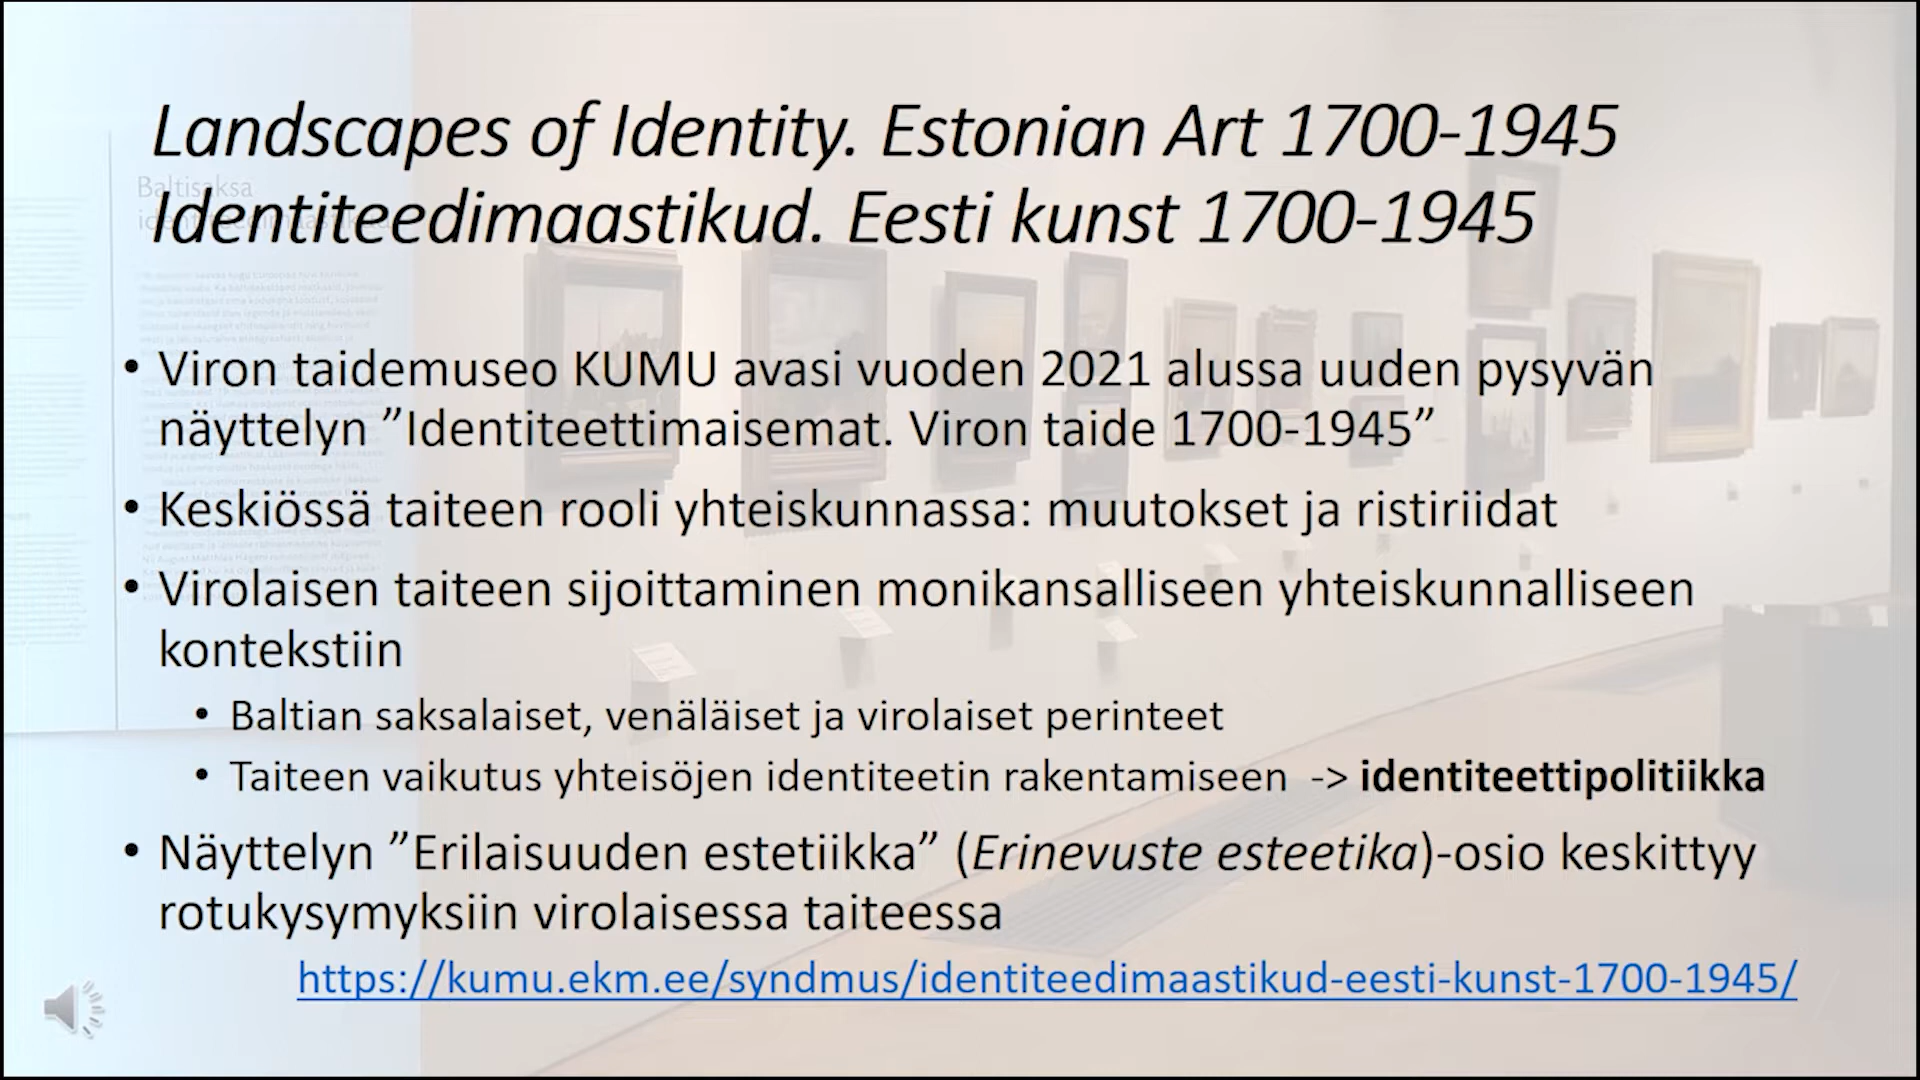 Landscapes of Identity. Estonian Art 1700-1945
Identiteedimaastikud. Eesti kunst 1700-1945
Baltisaksa
• Viron taidemuseo KUMU avasi vuoden 2021 alussa uuden pysyvän
näyttelyn ”Identiteettimaisemat. Viron taide 1700-1945”
• Keskiössä taiteen rooli yhteiskunnassa: muutokset ja ristiriidat
• Virolaisen taiteen sijoittaminen monikansalliseen yhteiskunnalliseen
kontekstiin
• Baltian saksalaiset, venäläiset ja virolaiset perinteet
• Taiteen vaikutus yhteisöjen identiteetin rakentamiseen -> identiteettipolitiikka
• Näyttelyn ”Erilaisuuden estetiikka” (Erinevuste esteetika)-osio keskittyy
rotukysymyksiin virolaisessa taiteessa
https://kumu.ekm.ee/syndmus/identiteedimaastikud-eesti-kunst-1700-1945/